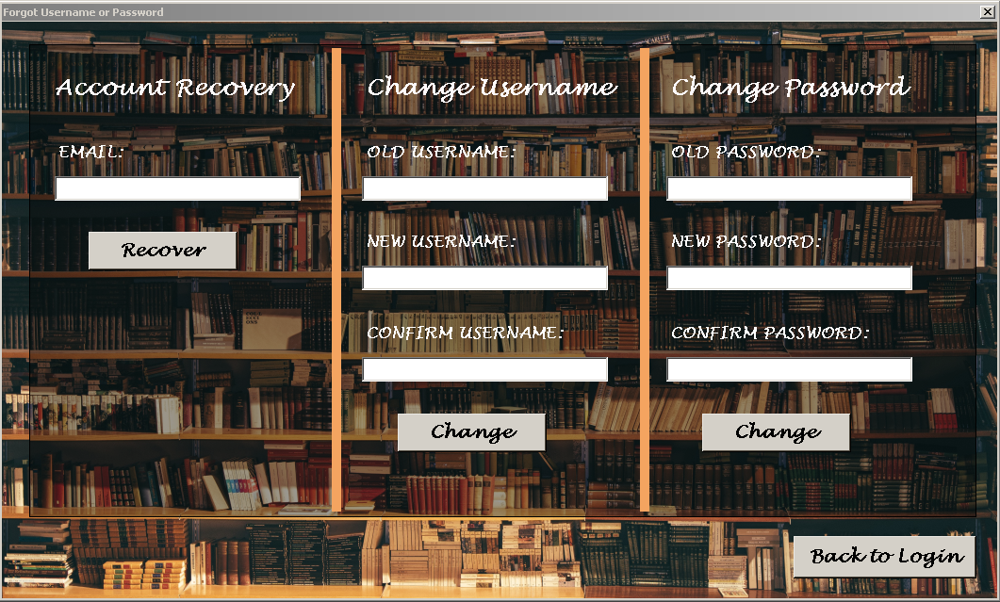 Forgot Username or Password
Account Recovery
EMAIL:
Recover
Change Username
OLD USERNAME:
NEW USERNAME:
CONFIRM USERNAME:
Change
Change Password
OLD PASSWORD:
NEW PASSWORD:
CONFIRM PASSWORD:
Change
Back to Login
SCARLETT